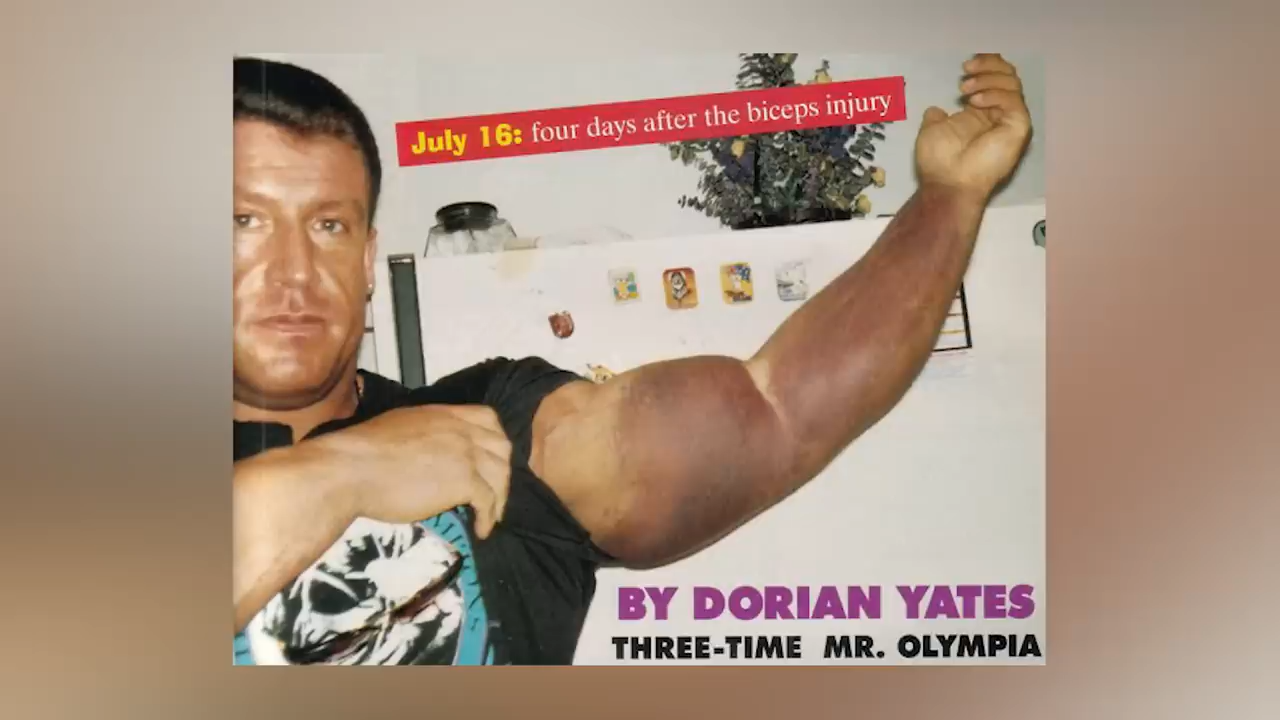 July 16: four days after the biceps injury
BY DORIAN YATES
THREE-TIME MR. OLYMPIA